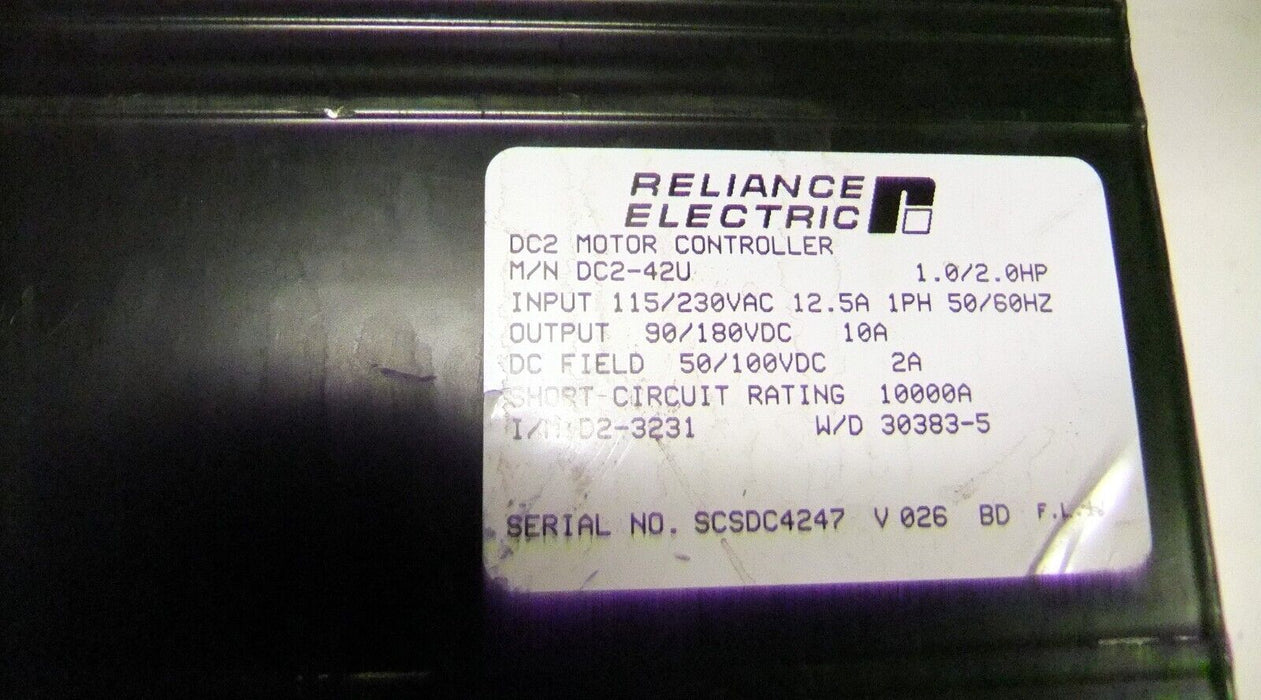 RELIANCE
ELECTRIC
DC2 MOTOR CONTROLLER
M/N DC2-42U 1.0/2.0HP
INPUT 115/230VAC 12.5A 1PH 50/60HZ
OUTPUT 90/180VDC 10A
DC FIELD 50/100VDC 2A
SHORT-CIRCUIT RATING 10000A
I/M D2-3231 W/D 30383-5
SERIAL NO. SCSDC4247 V 026 BD